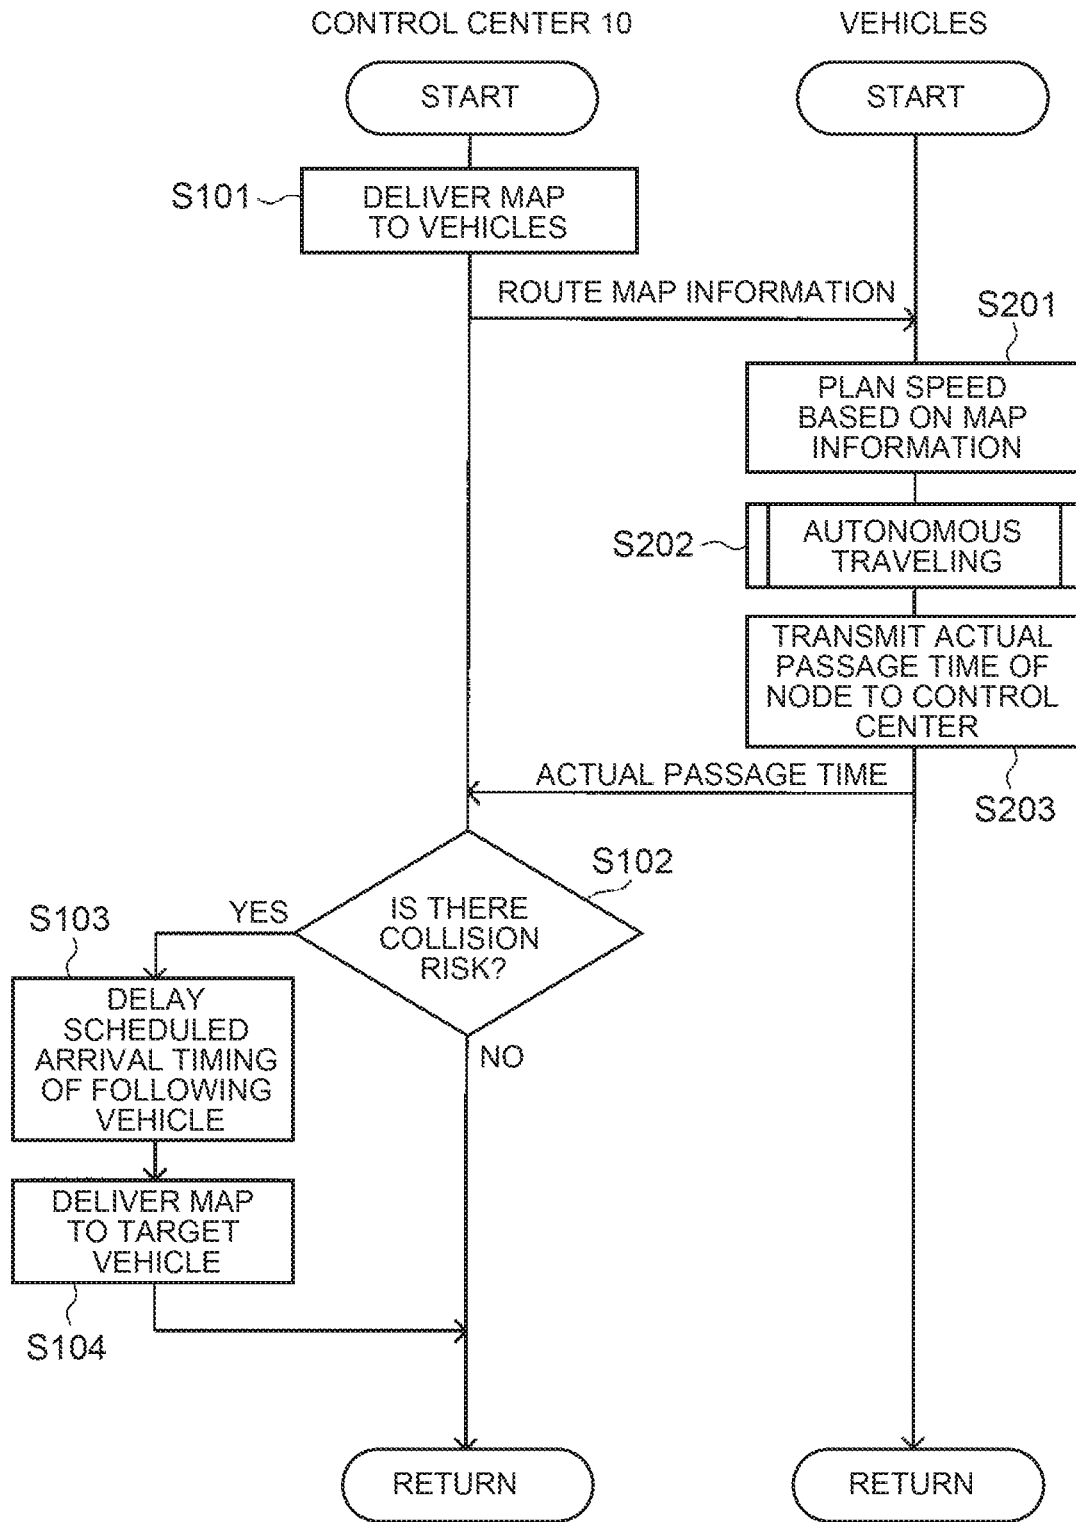 CONTROL CENTER 10
VEHICLES
START
START
S101
DELIVER MAP
TO VEHICLES
ROUTE MAP INFORMATION
S201
PLAN SPEED
BASED ON MAP
INFORMATION
S202
AUTONOMOUS
TRAVELING
TRANSMIT ACTUAL
PASSAGE TIME OF
NODE TO CONTROL
CENTER
S203
ACTUAL PASSAGE TIME
S102
IS THERE
COLLISION
RISK?
YES
NO
S103
DELAY
SCHEDULED
ARRIVAL TIMING
OF FOLLOWING
VEHICLE
DELIVER MAP
TO TARGET
VEHICLE
S104
RETURN
RETURN